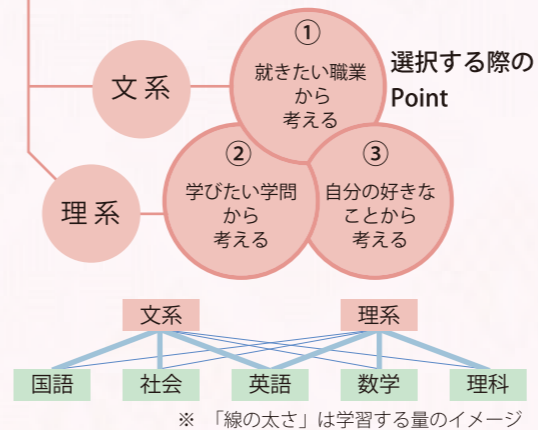 文系
理系
選択する際の
Point
①
就きたい職業
から
考える
②
学びたい学問
から
考える
③
自分の好きな
ことから
考える
文系 理系
国語 社会 英語 数学 理科
※ 「線の太さ」は学習する量のイメージ